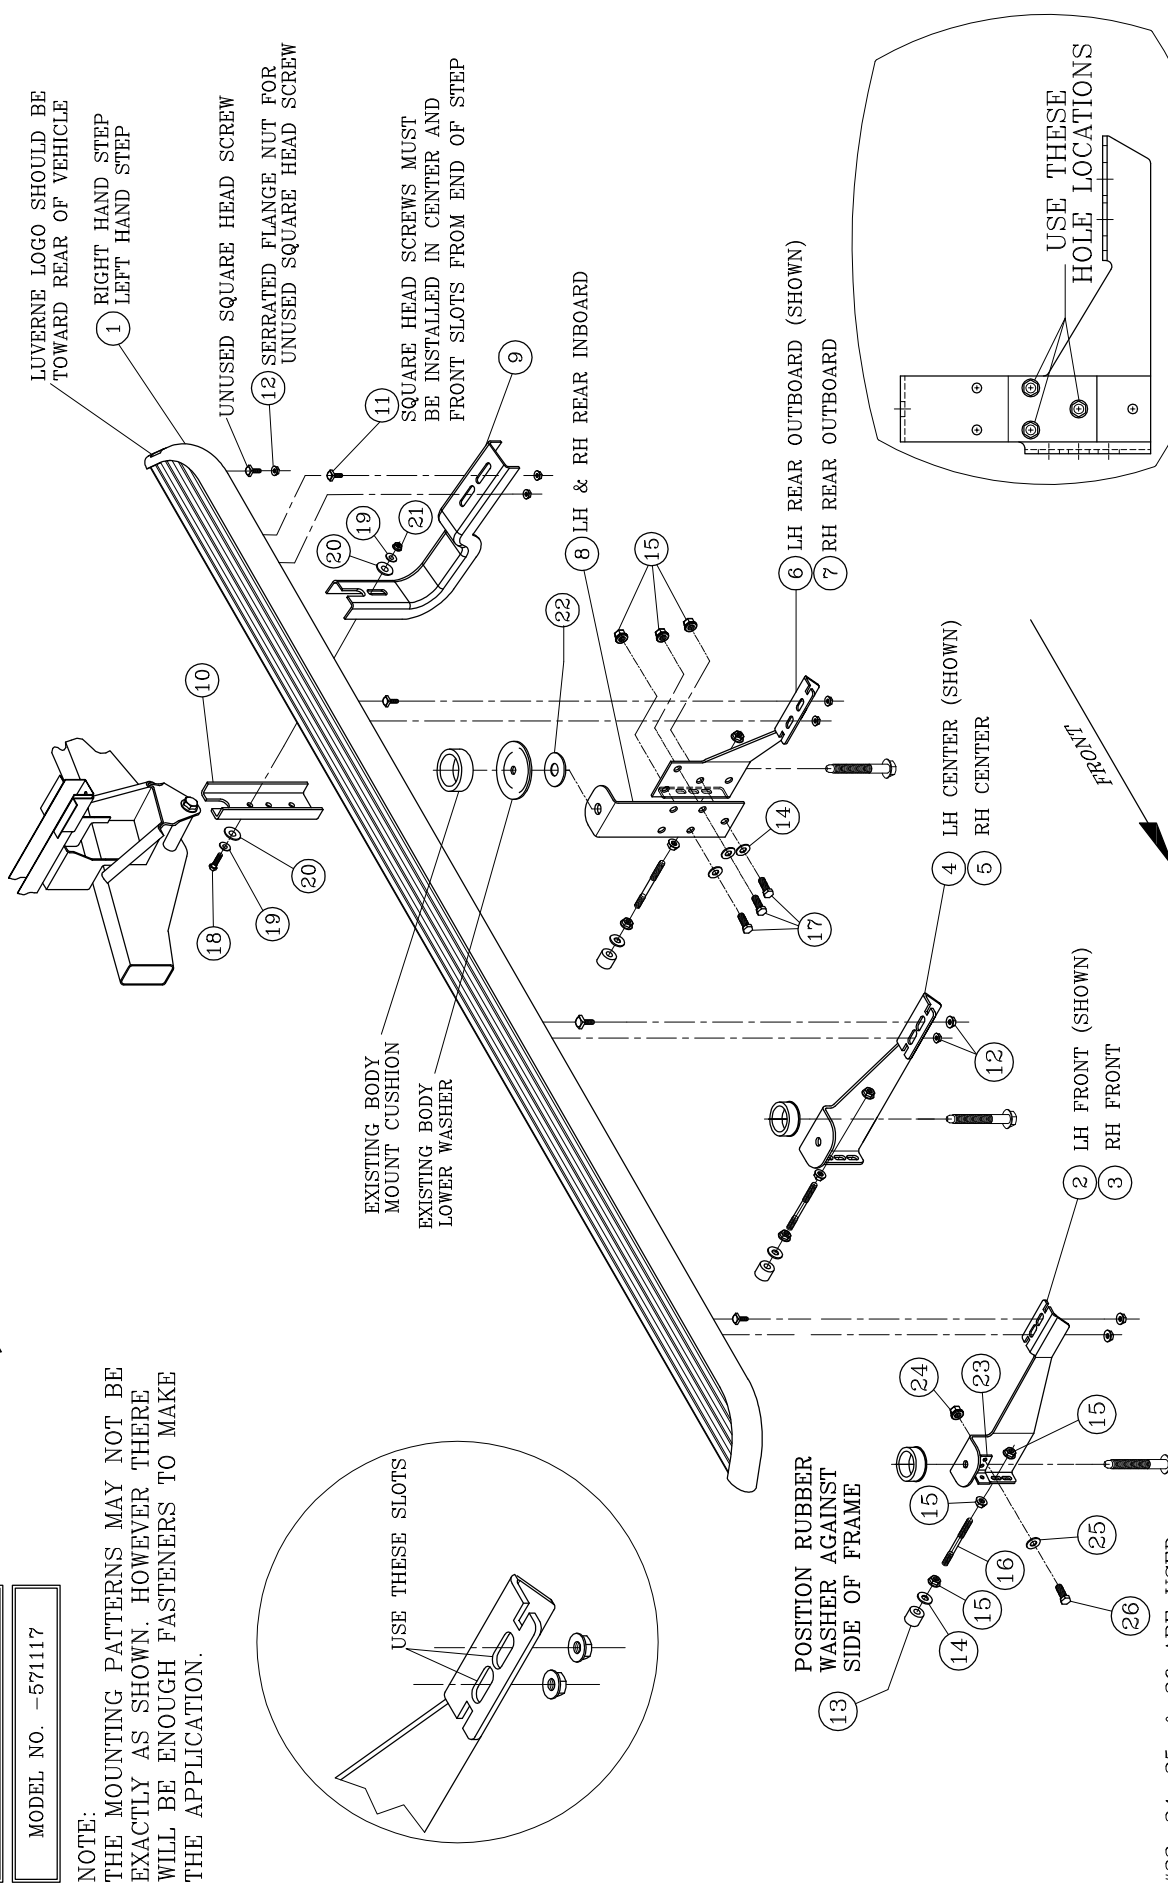 MODEL NO. -571117
NOTE:
THE MOUNTING PATTERNS MAY NOT BE
EXACTLY AS SHOWN. HOWEVER THERE
WILL BE ENOUGH FASTENERS TO MAKE
THE APPLICATION.
LUVERNE LOGO SHOULD BE
TOWARD REAR OF VEHICLE
1
RIGHT HAND STEP
LEFT HAND STEP
UNUSED SQUARE HEAD SCREW
12
SERRATED FLANGE NUT FOR
UNUSED SQUARE HEAD SCREW
11
SQUARE HEAD SCREWS MUST
BE INSTALLED IN CENTER AND
FRONT SLOTS FROM END OF STEP
10
18
19
20
20
19
21
9
EXISTING BODY
MOUNT CUSHION
EXISTING BODY
LOWER WASHER
22
8 LH & RH REAR INBOARD
15
14
17
6 LH REAR OUTBOARD (SHOWN)
7 RH REAR OUTBOARD
USE THESE
HOLE LOCATIONS
FRONT
4 LH CENTER (SHOWN)
5 RH CENTER
12
2 LH FRONT (SHOWN)
3 RH FRONT
USE THESE SLOTS
POSITION RUBBER
WASHER AGAINST
SIDE OF FRAME
13
14
15
16
15
24
23
15
25
26